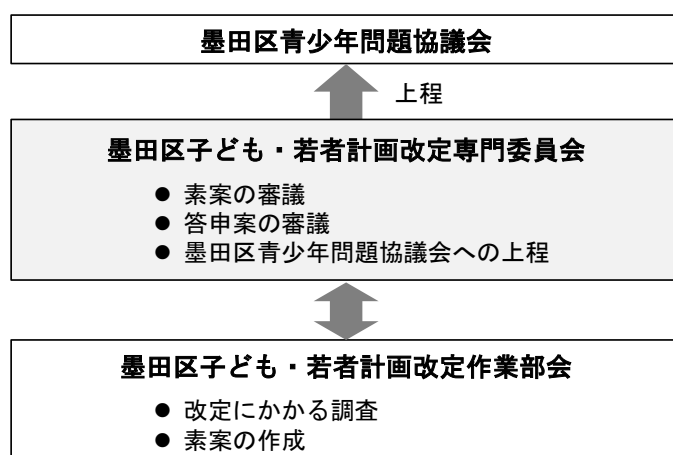 墨田区青少年問題協議会
上程
墨田区子ども・若者計画改定専門委員会
● 素案の審議
● 答申案の審議
● 墨田区青少年問題協議会への上程
墨田区子ども・若者計画改定作業部会
● 改定にかかる調査
● 素案の作成